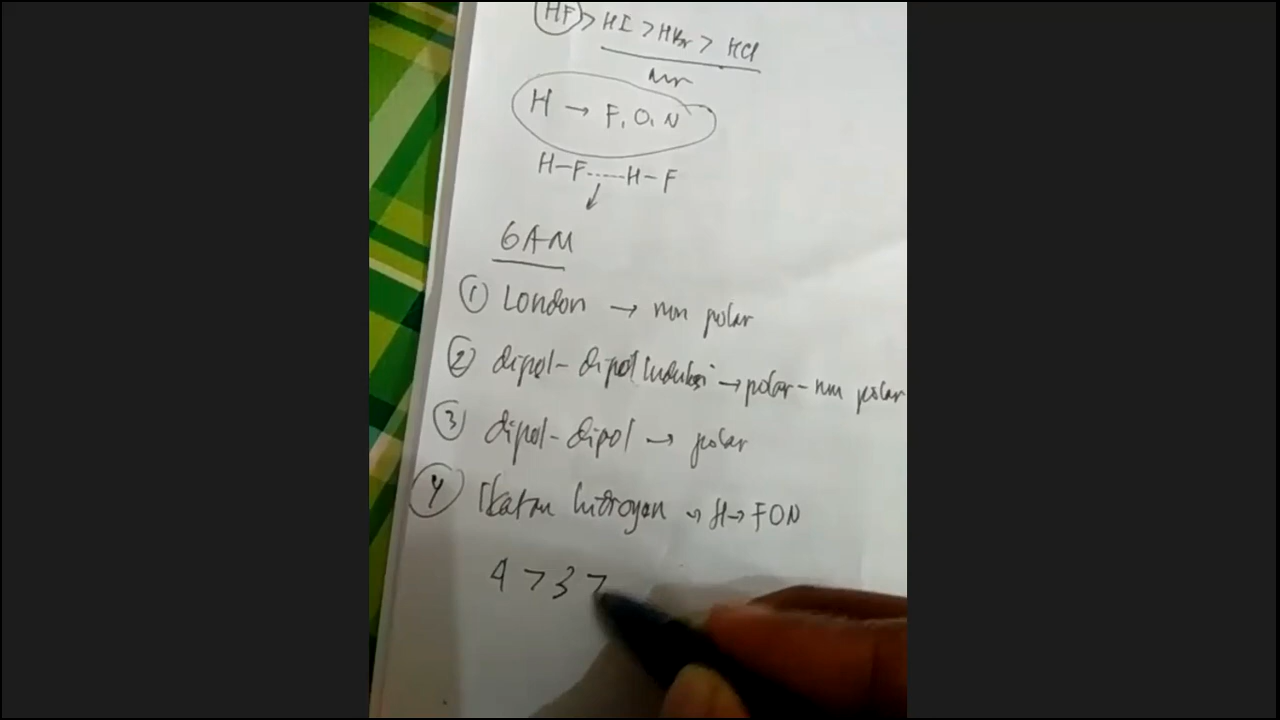 HF > HI > HBr > HCl
Mr
H → F, O, N
H-F.....H-F
GAM
① London → non polar
② dipol-dipol Induksi → polar-non polar
③ dipol-dipol → polar
④ Ikatan hidrogen → H→FON
4 > 3 >